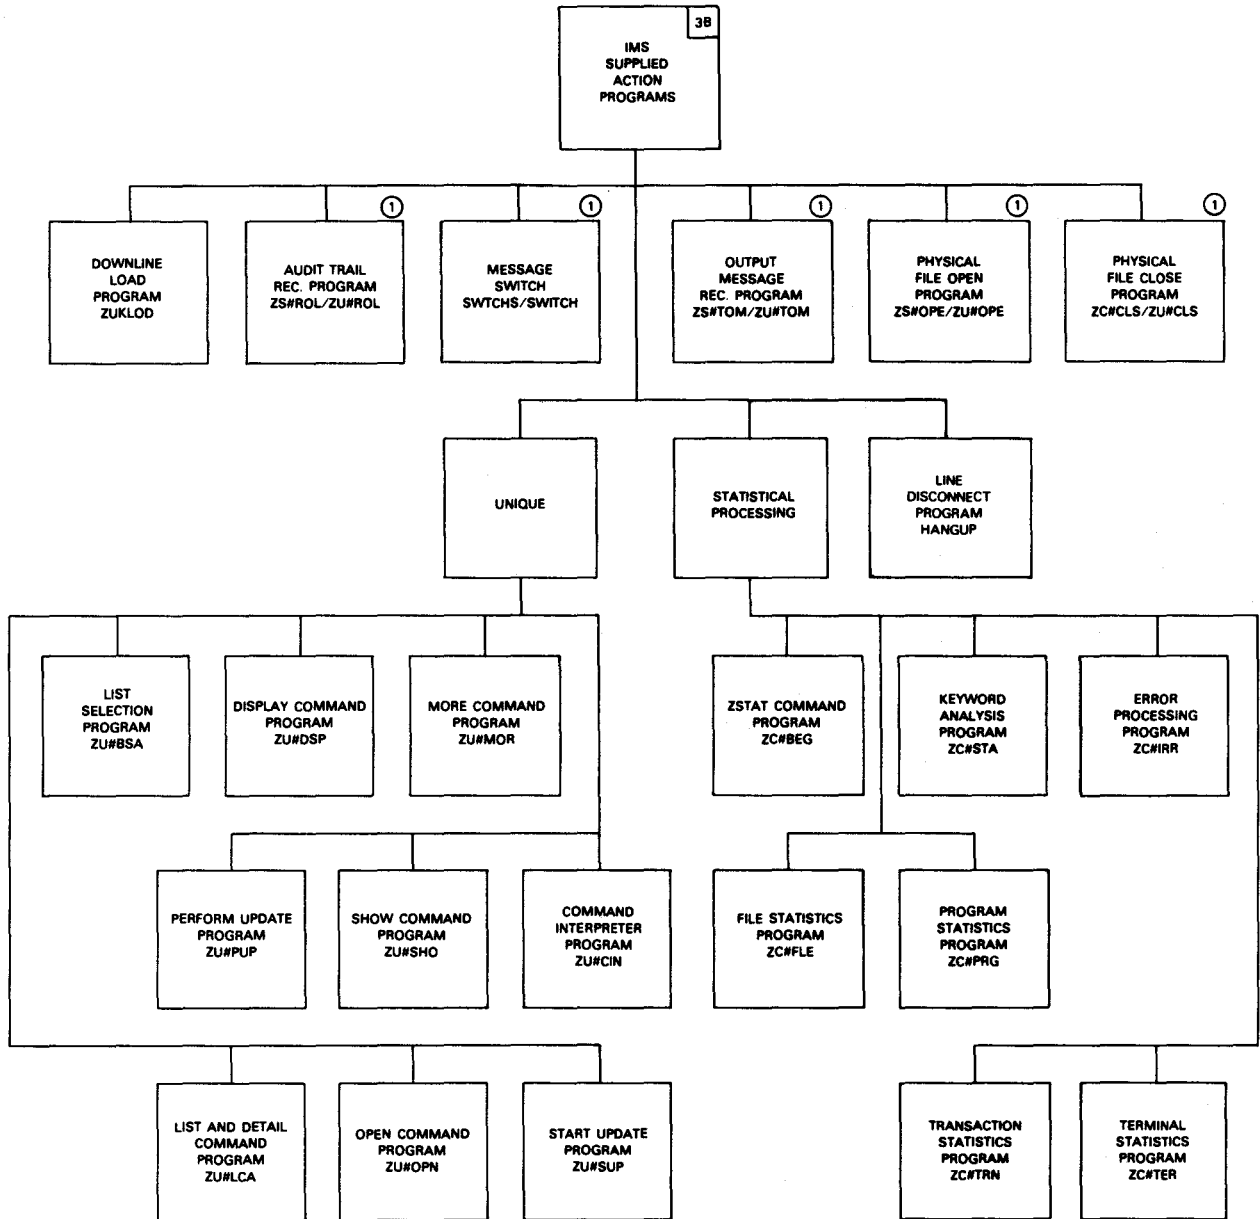 3B
IMS
SUPPLIED
ACTION
PROGRAMS
1
1
1
1
1
DOWNLINE
LOAD
PROGRAM
ZUKLOD
AUDIT TRAIL
REC. PROGRAM
ZS#ROL/ZU#ROL
MESSAGE
SWITCH
SWTCHS/SWITCH
OUTPUT
MESSAGE
REC. PROGRAM
ZS#TOM/ZU#TOM
PHYSICAL
FILE OPEN
PROGRAM
ZS#OPE/ZU#OPE
PHYSICAL
FILE CLOSE
PROGRAM
ZC#CLS/ZU#CLS
UNIQUE
STATISTICAL
PROCESSING
LINE
DISCONNECT
PROGRAM
HANGUP
LIST
SELECTION
PROGRAM
ZU#BSA
DISPLAY COMMAND
PROGRAM
ZU#DSP
MORE COMMAND
PROGRAM
ZU#MOR
ZSTAT COMMAND
PROGRAM
ZC#BEG
KEYWORD
ANALYSIS
PROGRAM
ZC#STA
ERROR
PROCESSING
PROGRAM
ZC#IRR
PERFORM UPDATE
PROGRAM
ZU#PUP
SHOW COMMAND
PROGRAM
ZU#SHO
COMMAND
INTERPRETER
PROGRAM
ZU#CIN
FILE STATISTICS
PROGRAM
ZC#FLE
PROGRAM
STATISTICS
PROGRAM
ZC#PRG
LIST AND DETAIL
COMMAND
PROGRAM
ZU#LCA
OPEN COMMAND
PROGRAM
ZU#OPN
START UPDATE
PROGRAM
ZU#SUP
TRANSACTION
STATISTICS
PROGRAM
ZC#TRN
TERMINAL
STATISTICS
PROGRAM
ZC#TER